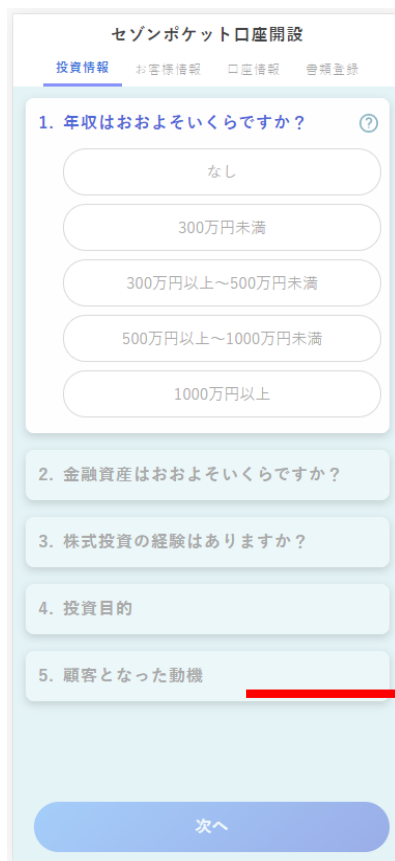 セゾンポケット口座開設
投資情報 お客様情報 口座情報 書類登録
1. 年収はおおよそいくらですか？ ?
なし
300万円未満
300万円以上～500万円未満
500万円以上～1000万円未満
1000万円以上
2. 金融資産はおおよそいくらですか？
3. 株式投資の経験はありますか？
4. 投資目的
5. 顧客となった動機
次へ